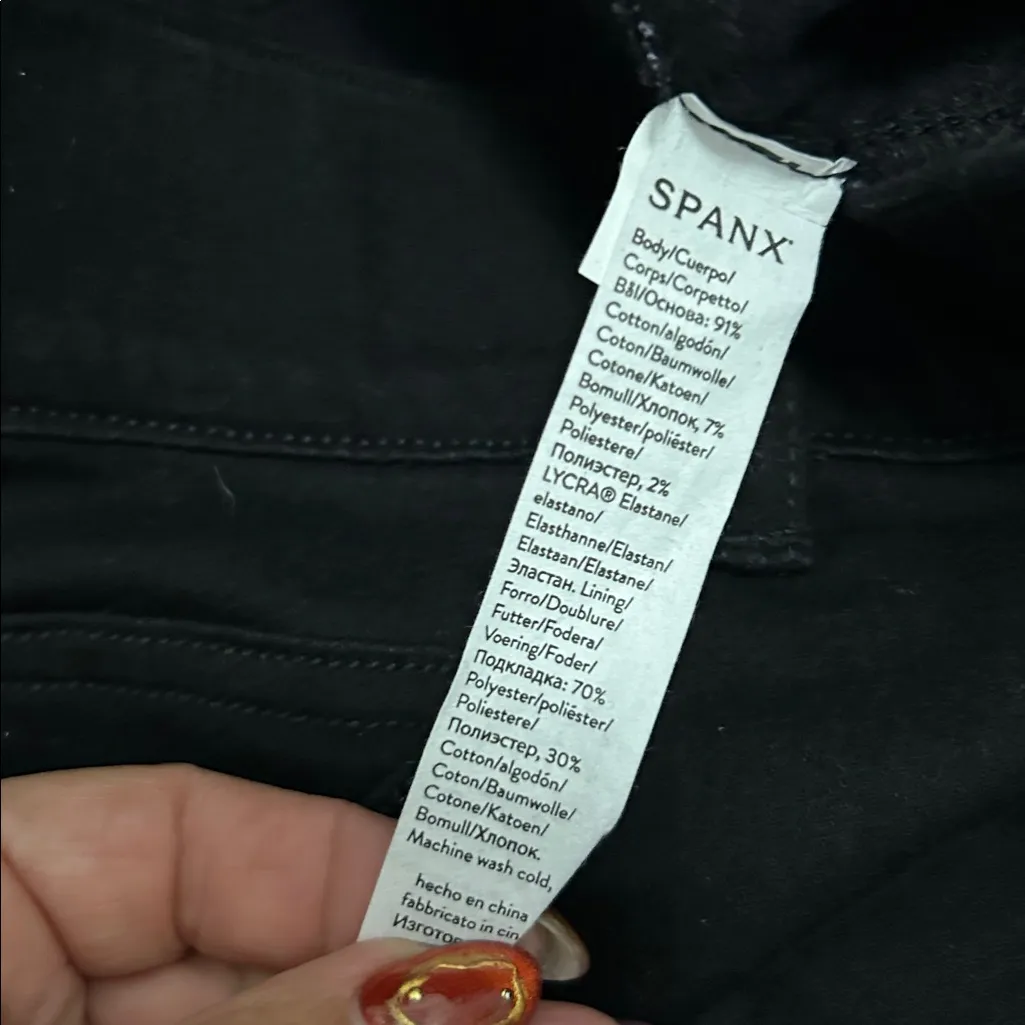 SPANX
Body/Cuerpo/
Corps/Corpetto/
Bål/Основа: 91%
Cotton/algodón/
Coton/Baumwolle/
Cotone/Katoen/
Bomull/Хлопок, 7%
Polyester/poliéster/
Poliestere/
Полиэстер, 2%
LYCRA® Elastane/
elastano/
Elasthanne/Elastan/
Elastaan/Elastane/
Эластан. Lining/
Forro/Doublure/
Futter/Fodera/
Voering/Foder/
Подкладка: 70%
Polyester/poliéster/
Poliestere/
Полиэстер, 30%
Cotton/algodón/
Coton/Baumwolle/
Cotone/Katoen/
Bomull/Хлопок.
Machine wash cold,
hecho en china
fabbricato in